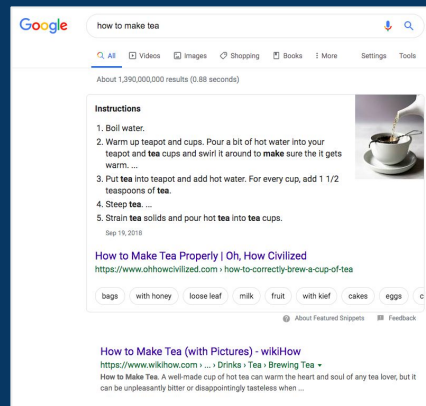 Google
how to make tea
All Videos Images Shopping Books More Settings Tools
About 1,390,000,000 results (0.88 seconds)
Instructions
1. Boil water.
2. Warm up teapot and cups. Pour a bit of hot water into your
teapot and tea cups and swirl it around to make sure the it gets
warm. ...
3. Put tea into teapot and add hot water. For every cup, add 1 1/2
teaspoons of tea.
4. Steep tea. ...
5. Strain tea solids and pour hot tea into tea cups.
Sep 19, 2018
How to Make Tea Properly | Oh, How Civilized
https://www.ohhowcivilized.com › how-to-correctly-brew-a-cup-of-tea
bags with honey loose leaf milk fruit with kief cakes eggs c
About Featured Snippets Feedback
How to Make Tea (with Pictures) - wikiHow
https://www.wikihow.com › ... › Drinks › Tea › Brewing Tea
How to Make Tea. A well-made cup of hot tea can warm the heart and soul of any tea lover, but it
can be unpleasantly bitter or disappointingly tasteless when ...